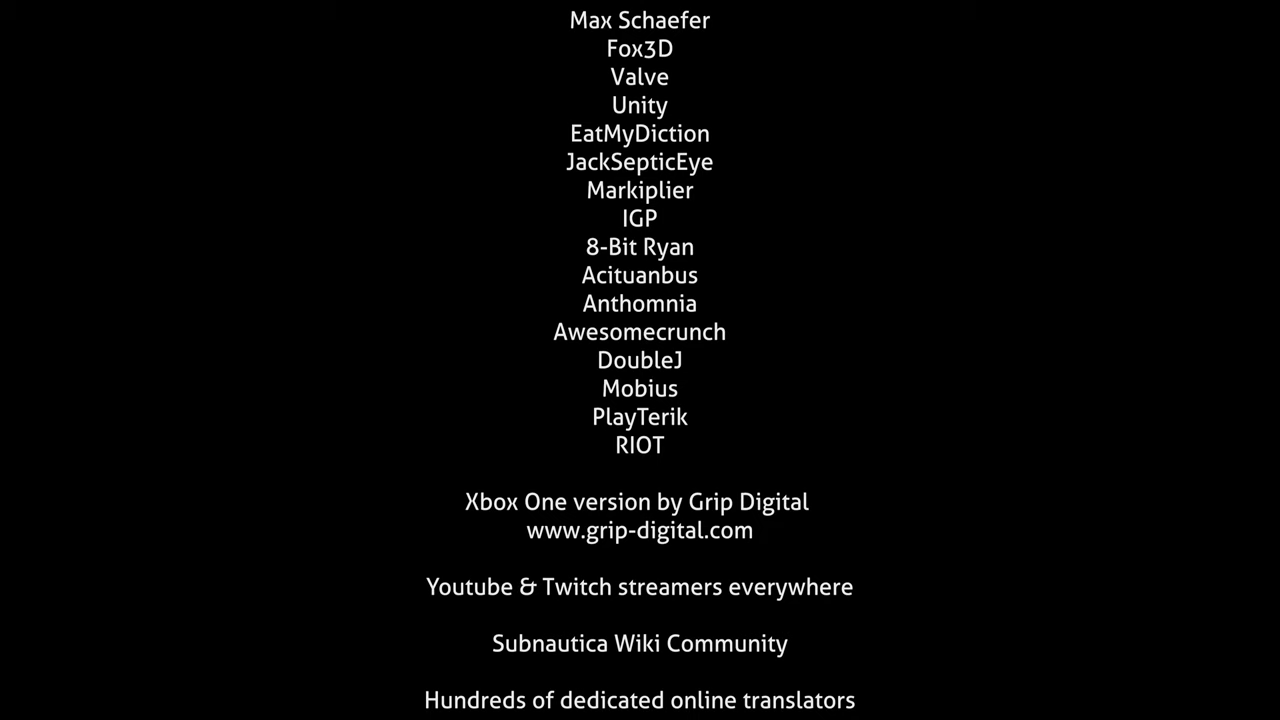 Max Schaefer
Fox3D
Valve
Unity
EatMyDiction
JackSepticEye
Markiplier
IGP
8-Bit Ryan
Acituanbus
Anthomnia
Awesomecrunch
DoubleJ
Mobius
PlayTerik
RIOT
Xbox One version by Grip Digital
www.grip-digital.com
Youtube & Twitch streamers everywhere
Subnautica Wiki Community
Hundreds of dedicated online translators